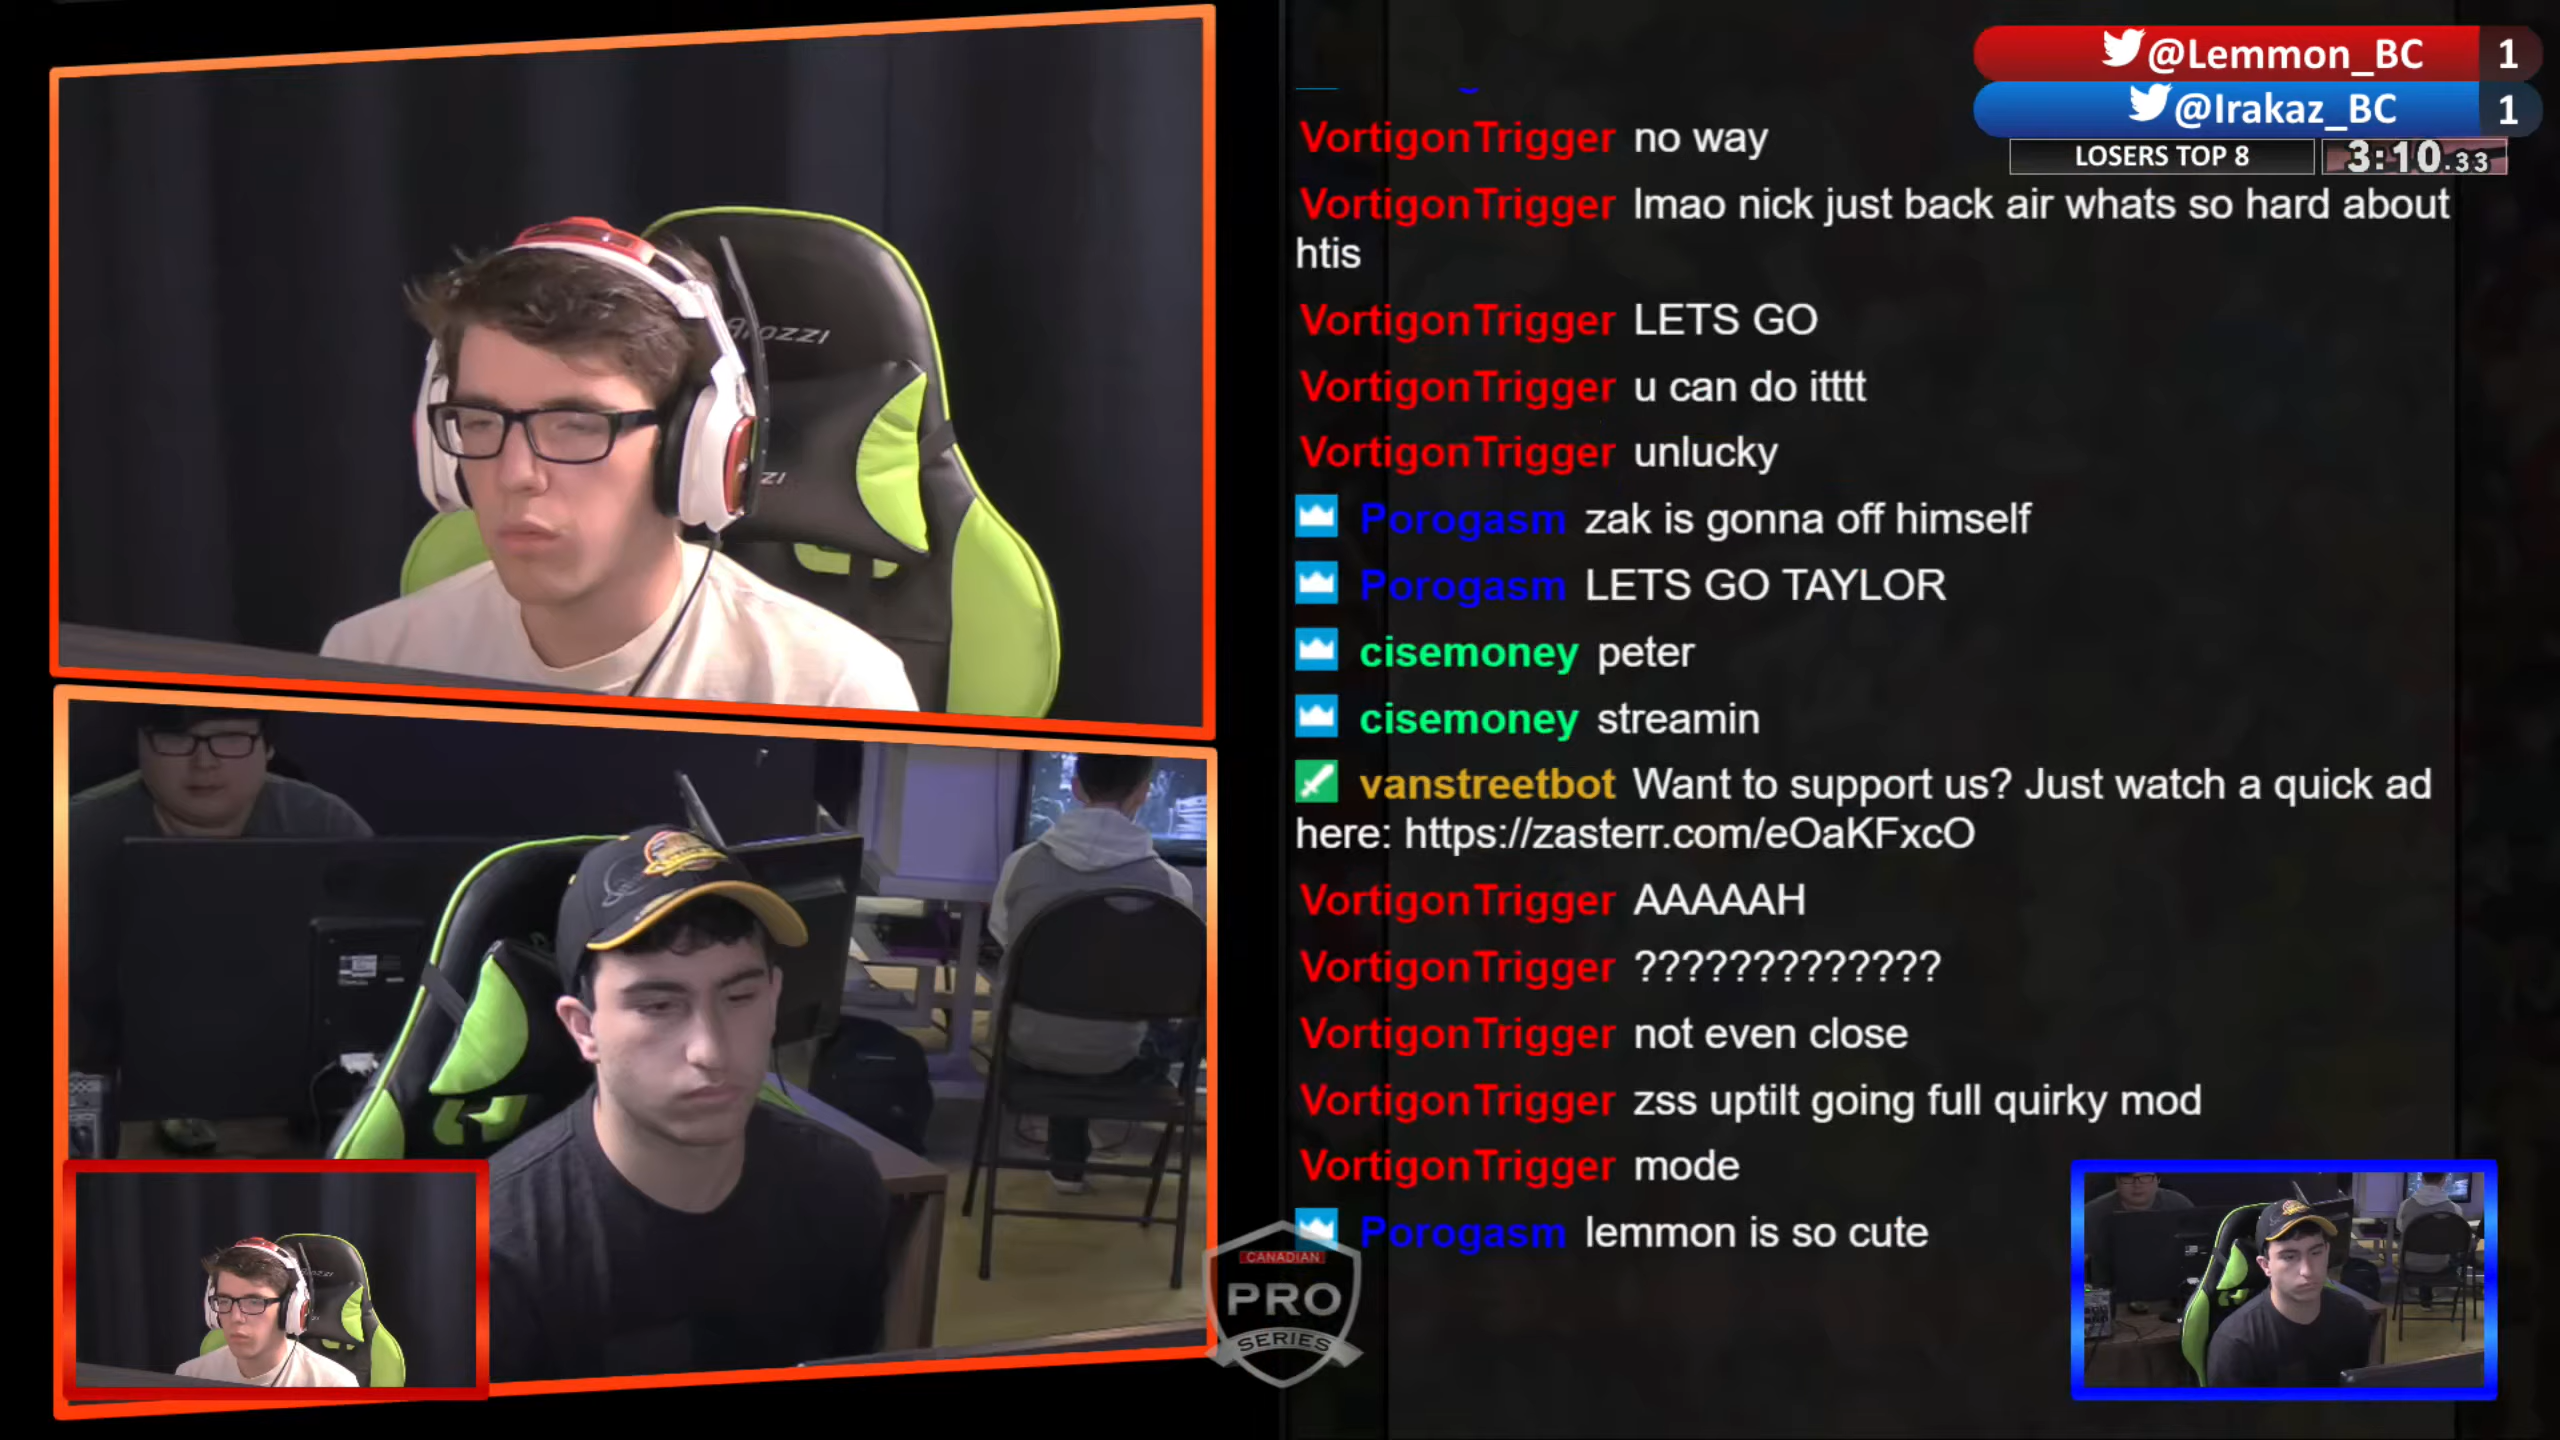 @Lemmon_BC 1
@Irakaz_BC 1
LOSERS TOP 8 3:10.33
VortigonTrigger no way
VortigonTrigger lmao nick just back air whats so hard about
htis
VortigonTrigger LETS GO
VortigonTrigger u can do itttt
VortigonTrigger unlucky
Porogasm zak is gonna off himself
Porogasm LETS GO TAYLOR
cisemoney peter
cisemoney streamin
vanstreetbot Want to support us? Just watch a quick ad
here: https://zasterr.com/eOaKFxcO
VortigonTrigger AAAAAH
VortigonTrigger ?????????????
VortigonTrigger not even close
VortigonTrigger zss uptilt going full quirky mod
VortigonTrigger mode
Porogasm lemmon is so cute
Arozzi
CANADIAN
PRO
SERIES